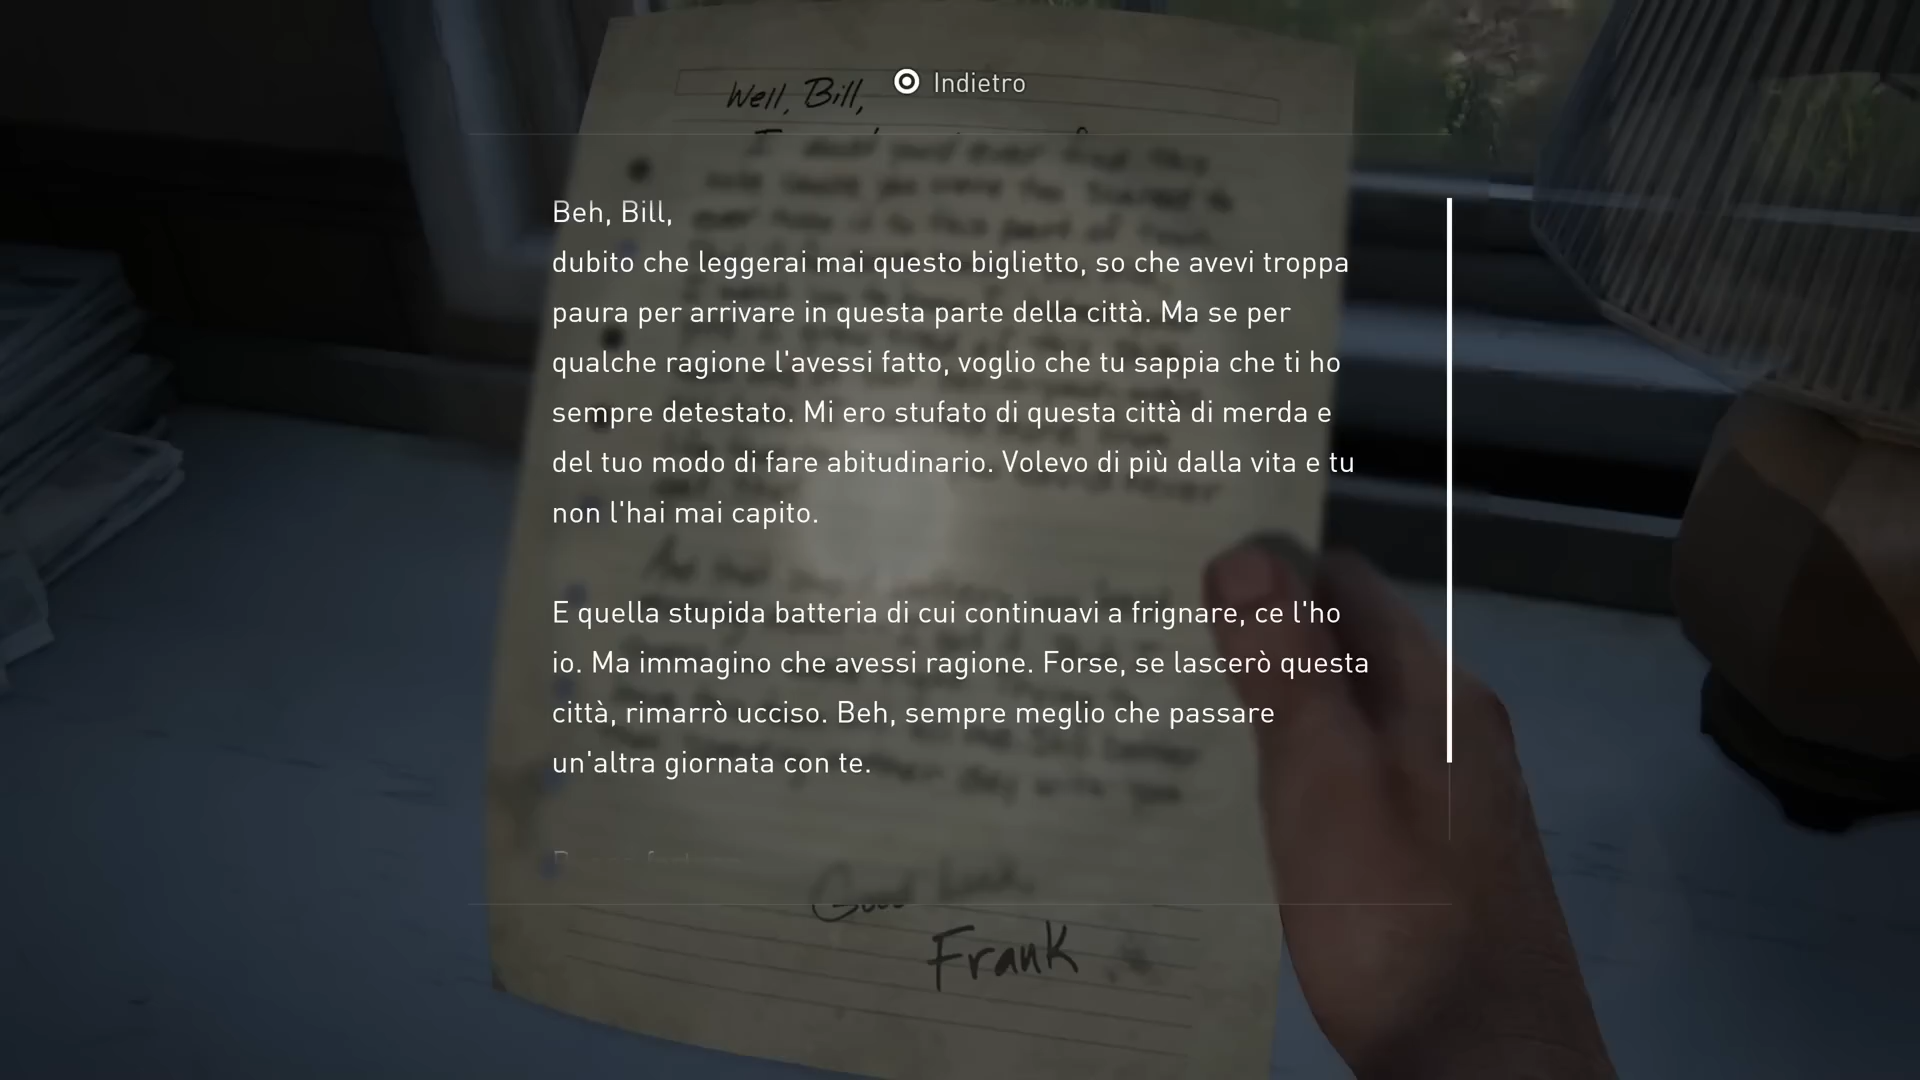 Well, Bill,
Indietro
Beh, Bill,
dubito che leggerai mai questo biglietto, so che avevi troppa
paura per arrivare in questa parte della città. Ma se per
qualche ragione l'avessi fatto, voglio che tu sappia che ti ho
sempre detestato. Mi ero stufato di questa città di merda e
del tuo modo di fare abitudinario. Volevo di più dalla vita e tu
non l'hai mai capito.
E quella stupida batteria di cui continuavi a frignare, ce l'ho
io. Ma immagino che avessi ragione. Forse, se lascerò questa
città, rimarrò ucciso. Beh, sempre meglio che passare
un'altra giornata con te.
Good luck,
Frank